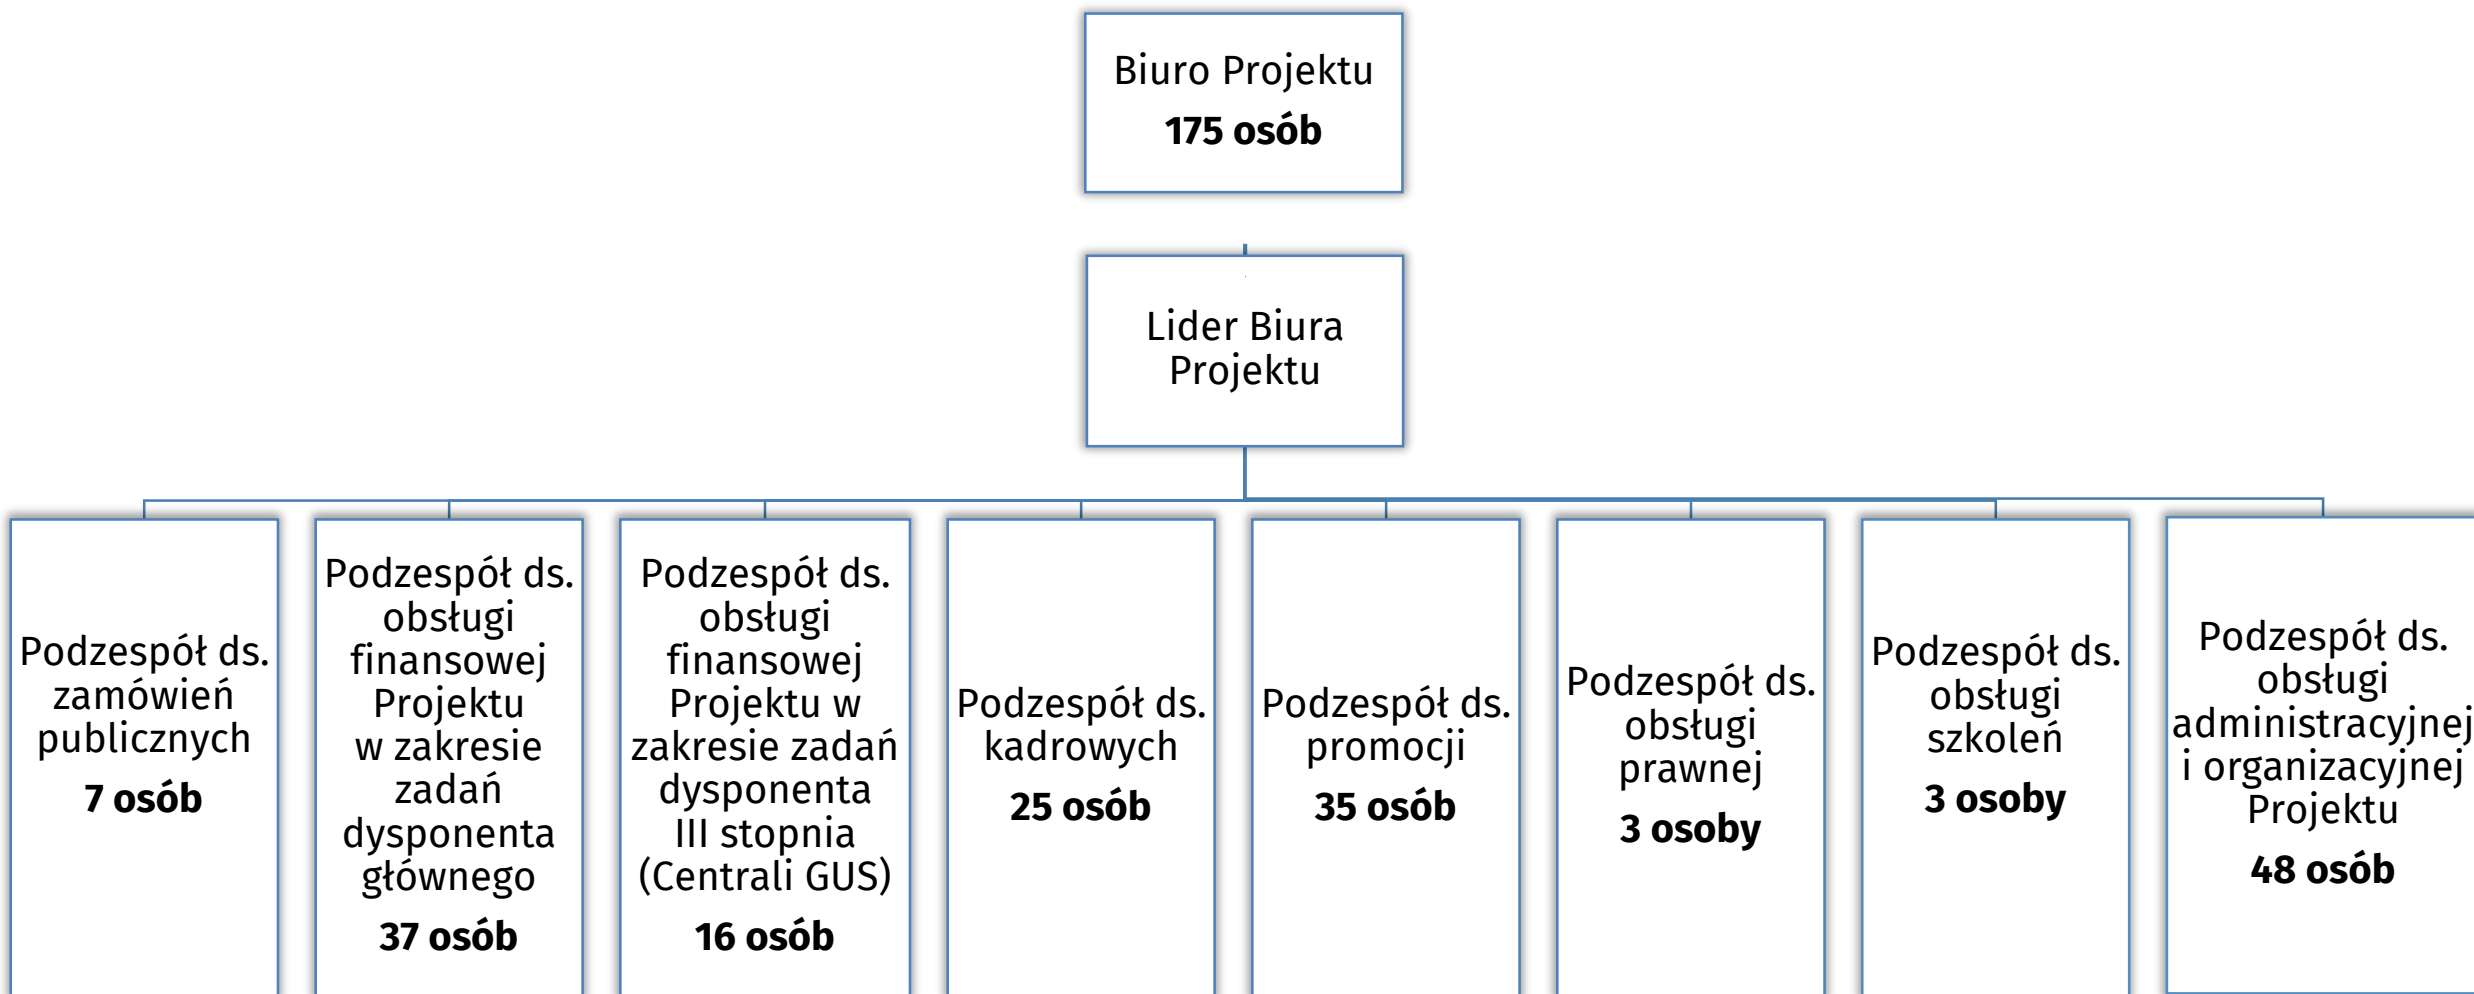 Biuro Projektu
175 osób
Lider Biura
Projektu
Podzespół ds.
zamówień
publicznych
7 osób
Podzespół ds.
obsługi
finansowej
Projektu
w zakresie
zadań
dysponenta
głównego
37 osób
Podzespół ds.
obsługi
finansowej
Projektu w
zakresie zadań
dysponenta
III stopnia
(Centrali GUS)
16 osób
Podzespół ds.
kadrowych
25 osób
Podzespół ds.
promocji
35 osób
Podzespół ds.
obsługi
prawnej
3 osoby
Podzespół ds.
obsługi
szkoleń
3 osoby
Podzespół ds.
obsługi
administracyjnej
i organizacyjnej
Projektu
48 osób